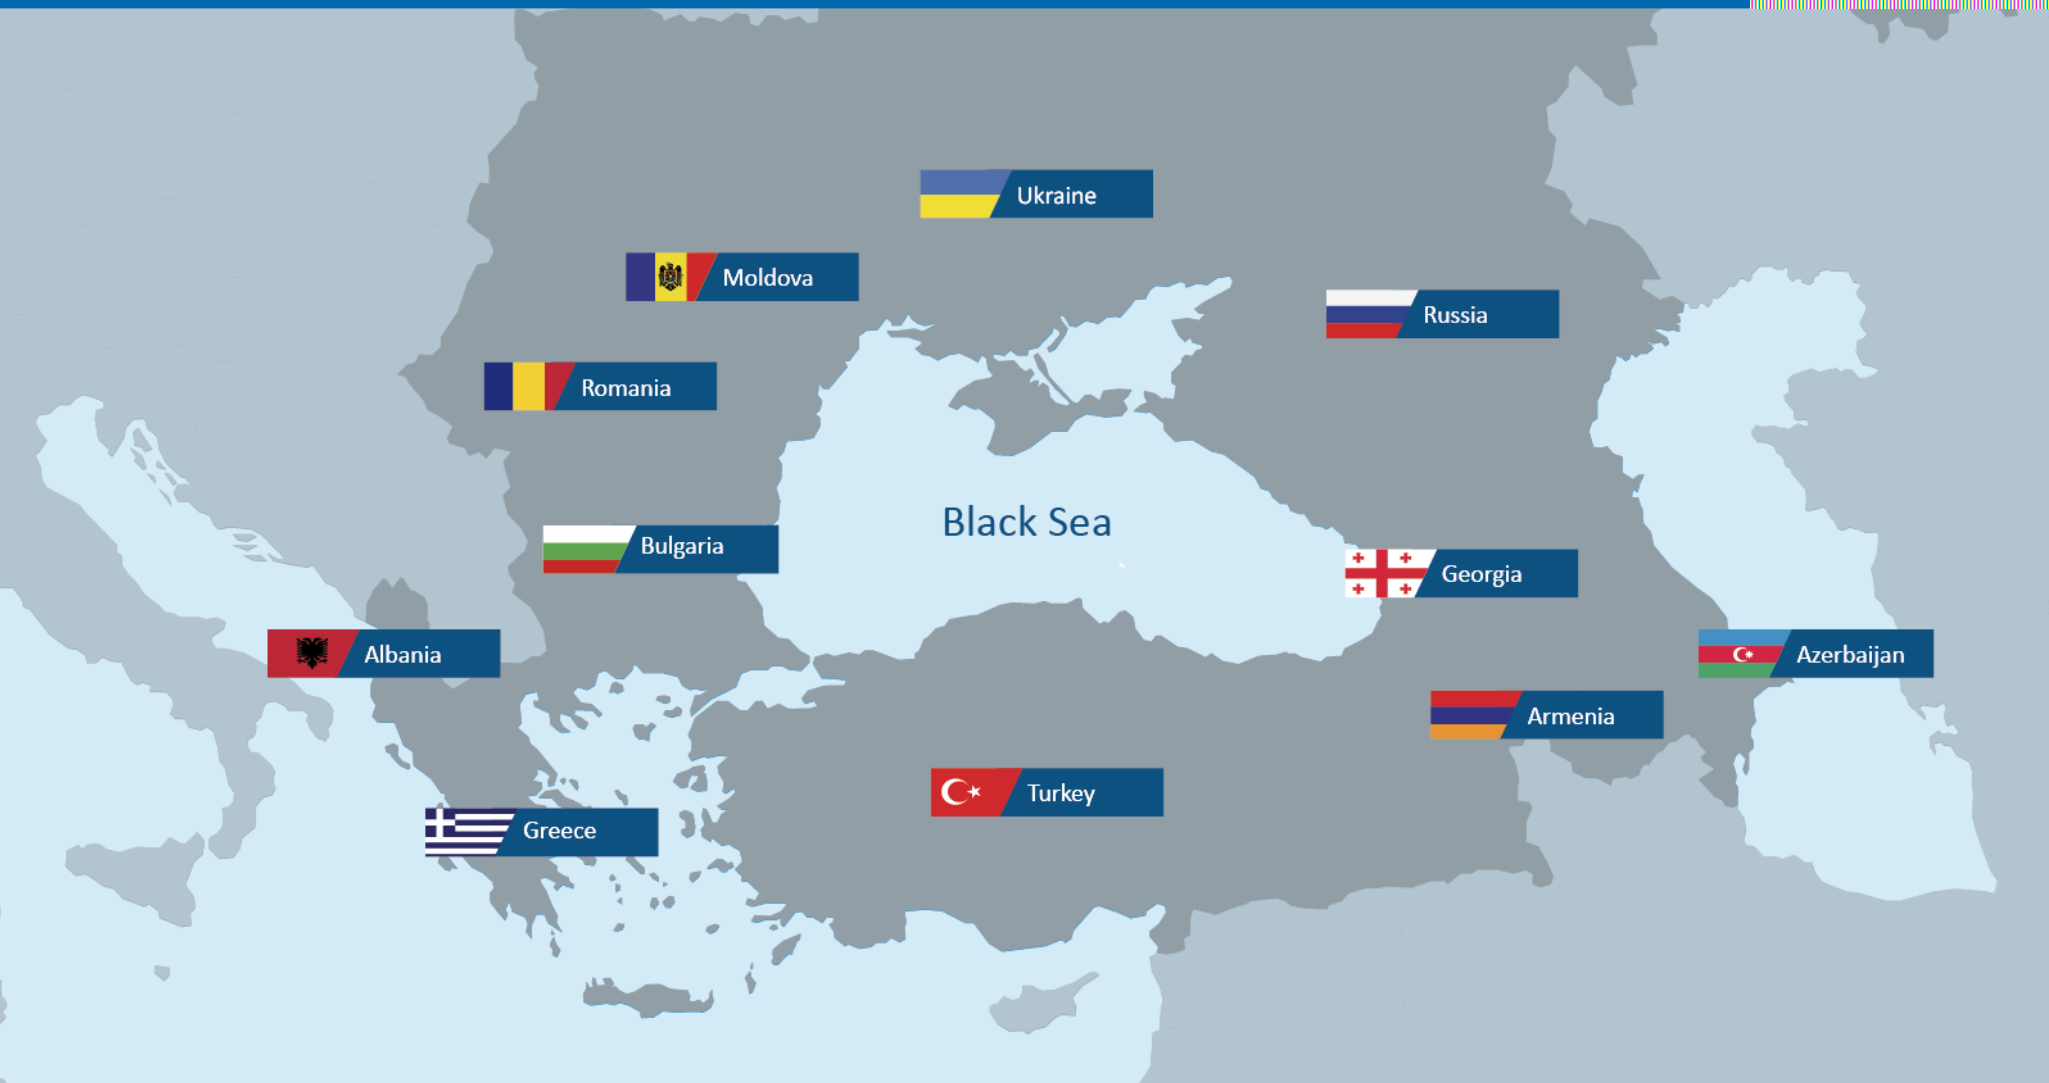 Ukraine
Moldova
Russia
Romania
Black Sea
Bulgaria
Georgia
Albania
Azerbaijan
Armenia
Turkey
Greece